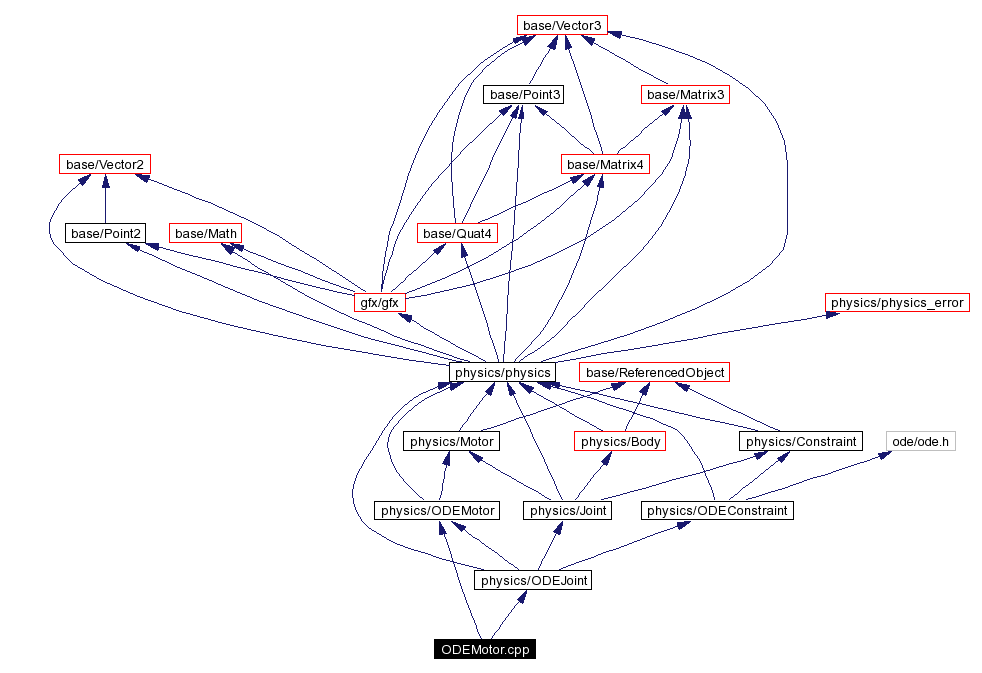 base/Vector3
base/Point3
base/Matrix3
base/Vector2
base/Matrix4
base/Point2
base/Math
base/Quat4
gfx/gfx
physics/physics_error
physics/physics
base/ReferencedObject
physics/Motor
physics/Body
physics/Constraint
ode/ode.h
physics/ODEMotor
physics/Joint
physics/ODEConstraint
physics/ODEJoint
ODEMotor.cpp